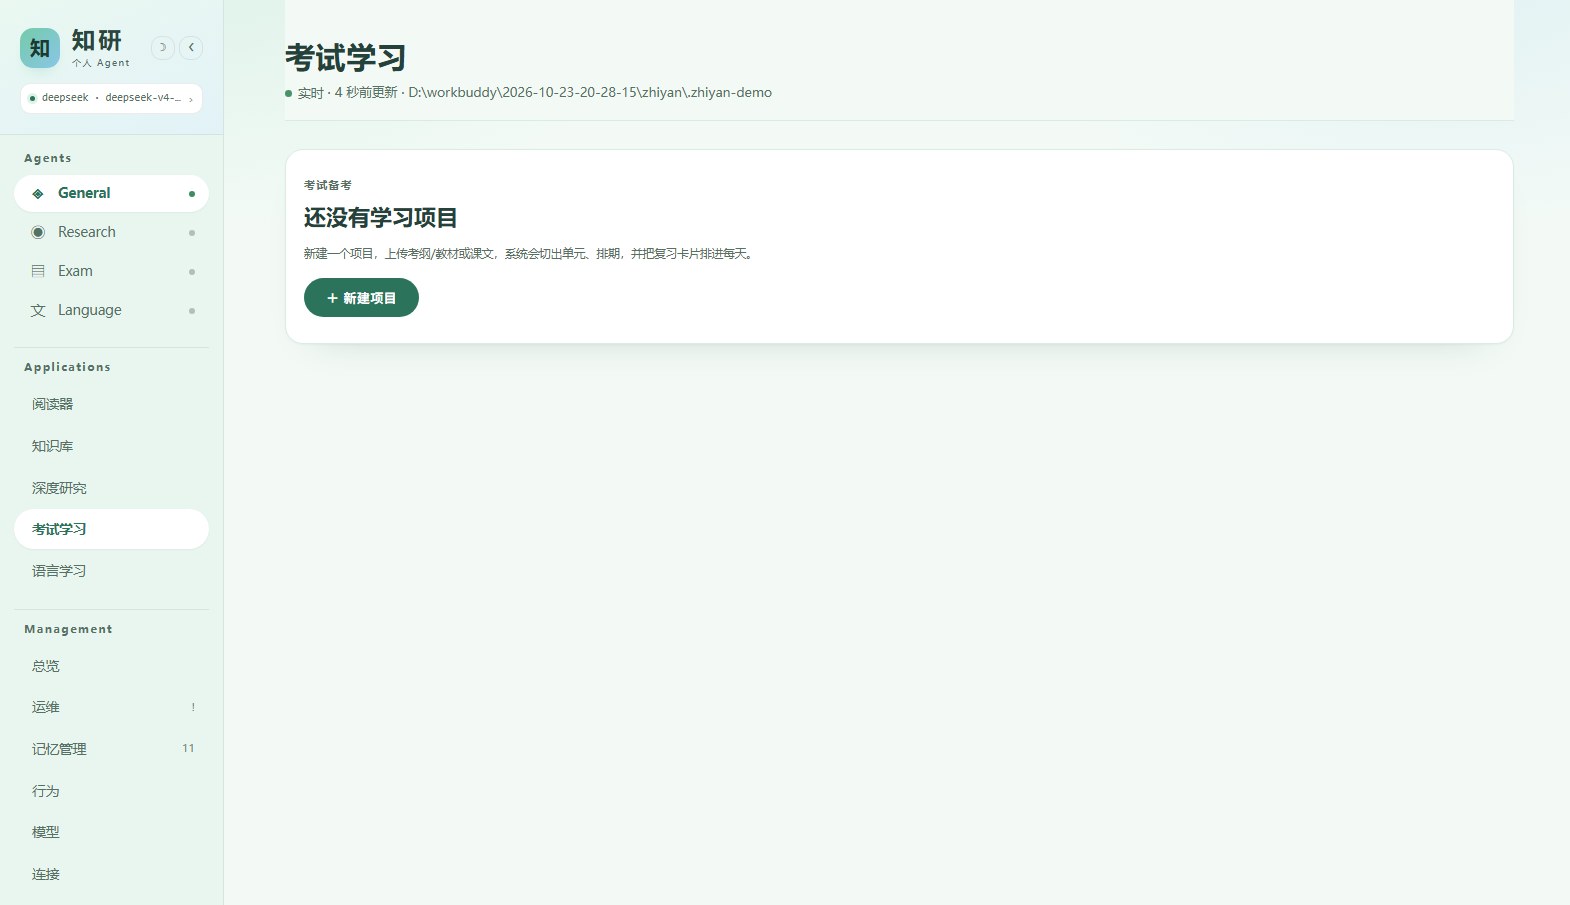 知
知研
个人 Agent
deepseek · deepseek-v4-…
Agents
General
Research
Exam
文 Language
Applications
阅读器
知识库
深度研究
考试学习
语言学习
Management
总览
运维 !
记忆管理 11
行为
模型
连接
考试学习
实时 · 4 秒前更新 · D:\workbuddy\2026-10-23-20-28-15\zhiyan\.zhiyan-demo
考试备考
还没有学习项目
新建一个项目，上传考纲/教材或课文，系统会切出单元、排期，并把复习卡片排进每天。
+ 新建项目